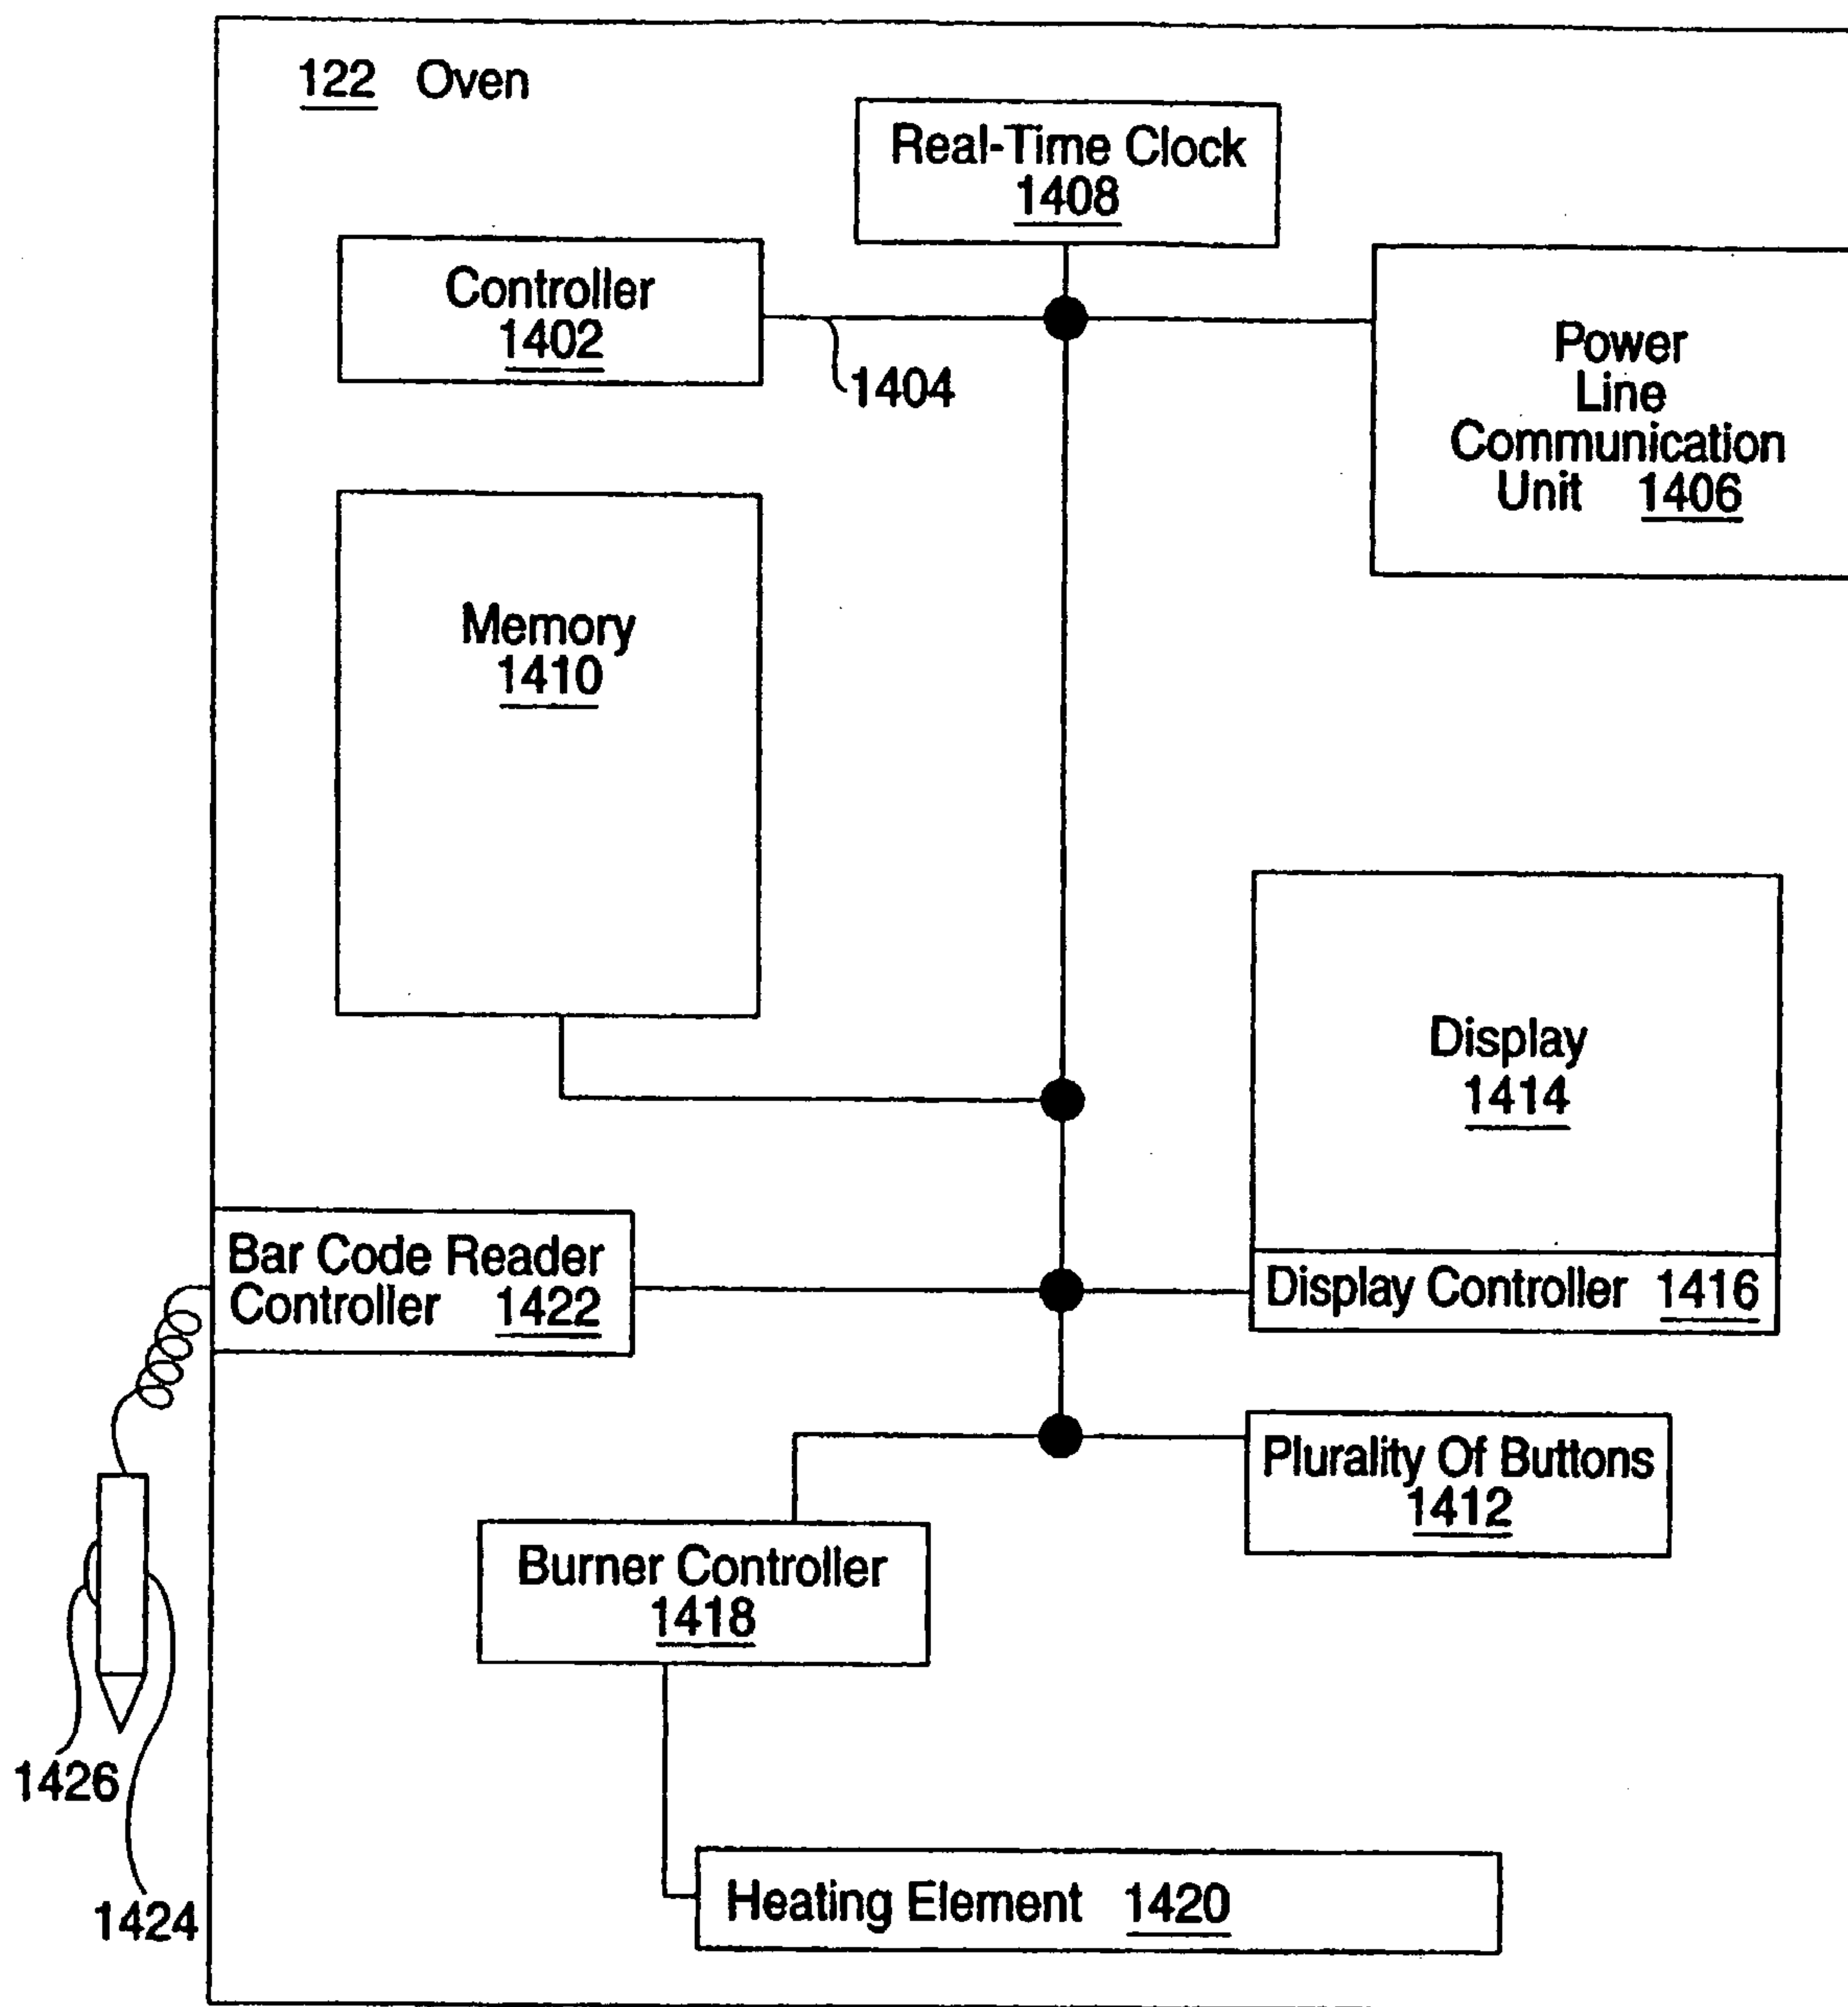 122 Oven
Real-Time Clock
1408
Controller
1402
1404
Power
Line
Communication
Unit 1406
Memory
1410
Display
1414
Display Controller 1416
Bar Code Reader
Controller 1422
Plurality Of Buttons
1412
Burner Controller
1418
1426
1424
Heating Element 1420